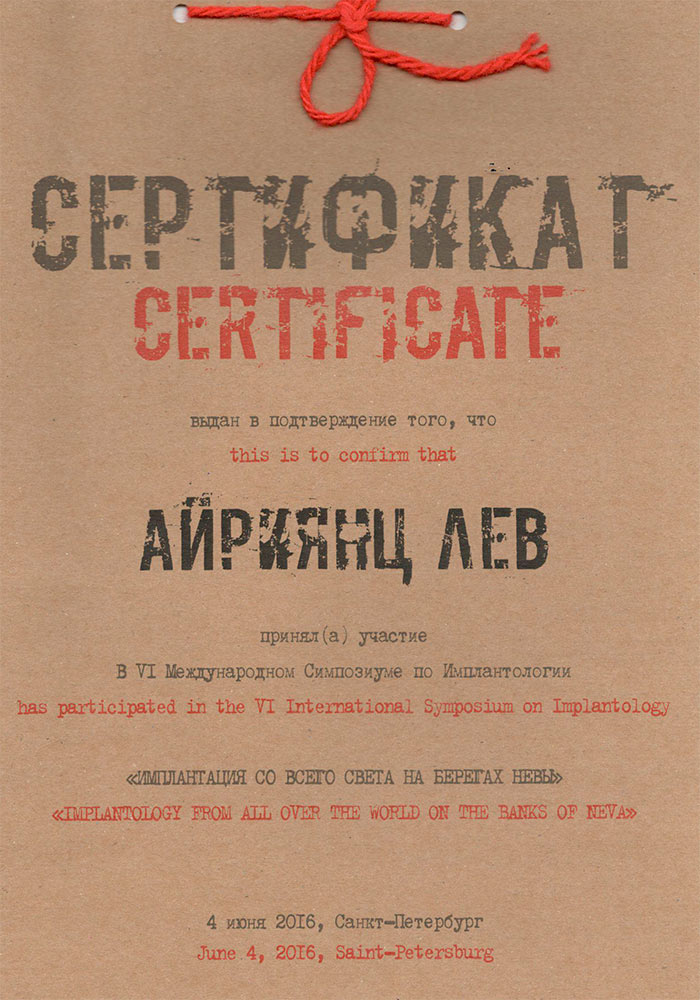 СЕРТИФИКАТ
CERTIFICATE
выдан в подтверждение того, что
this is to confirm that
АЙРИЯНЦ ЛЕВ
принял(а) участие
В VI Международном Симпозиуме по Имплантологии
has participated in the VI International Symposium on Implantology
«ИМПЛАНТАЦИЯ СО ВСЕГО СВЕТА НА БЕРЕГАХ НЕВЫ»
«IMPLANTOLOGY FROM ALL OVER THE WORLD ON THE BANKS OF NEVA»
4 июня 2016, Санкт-Петербург
June 4, 2016, Saint-Petersburg